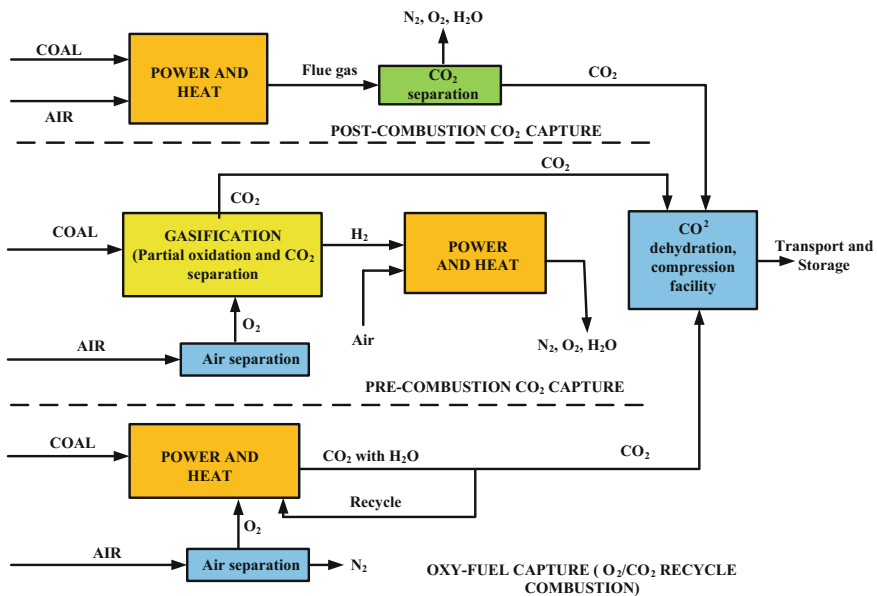 N₂, O₂, H₂O
COAL
POWER AND
HEAT
Flue gas
CO₂
separation
CO₂
AIR
POST-COMBUSTION CO₂ CAPTURE
CO₂
CO₂
COAL
GASIFICATION
(Partial oxidation and CO₂
separation
H₂
POWER
AND HEAT
CO²
dehydration,
compression
facility
Transport and
Storage
O₂
Air
N₂, O₂, H₂O
AIR
Air separation
PRE-COMBUSTION CO₂ CAPTURE
COAL
POWER AND
HEAT
CO₂ with H₂O
CO₂
Recycle
O₂
AIR
Air separation
N₂
OXY-FUEL CAPTURE ( O₂/CO₂ RECYCLE
COMBUSTION)